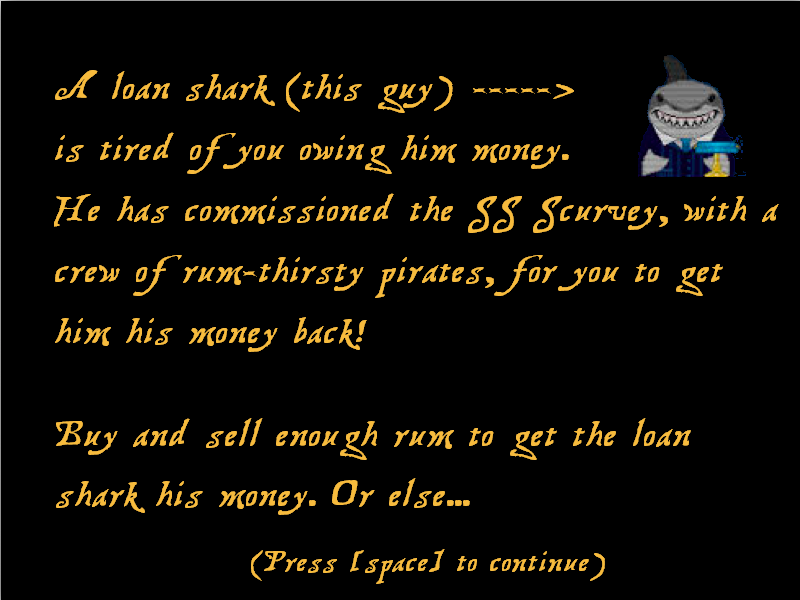 A loan shark (this guy) ----->
is tired of you owing him money.
He has commissioned the SS Scurvey, with a
crew of rum-thirsty pirates, for you to get
him his money back!
Buy and sell enough rum to get the loan
shark his money. Or else...
(Press [space] to continue)